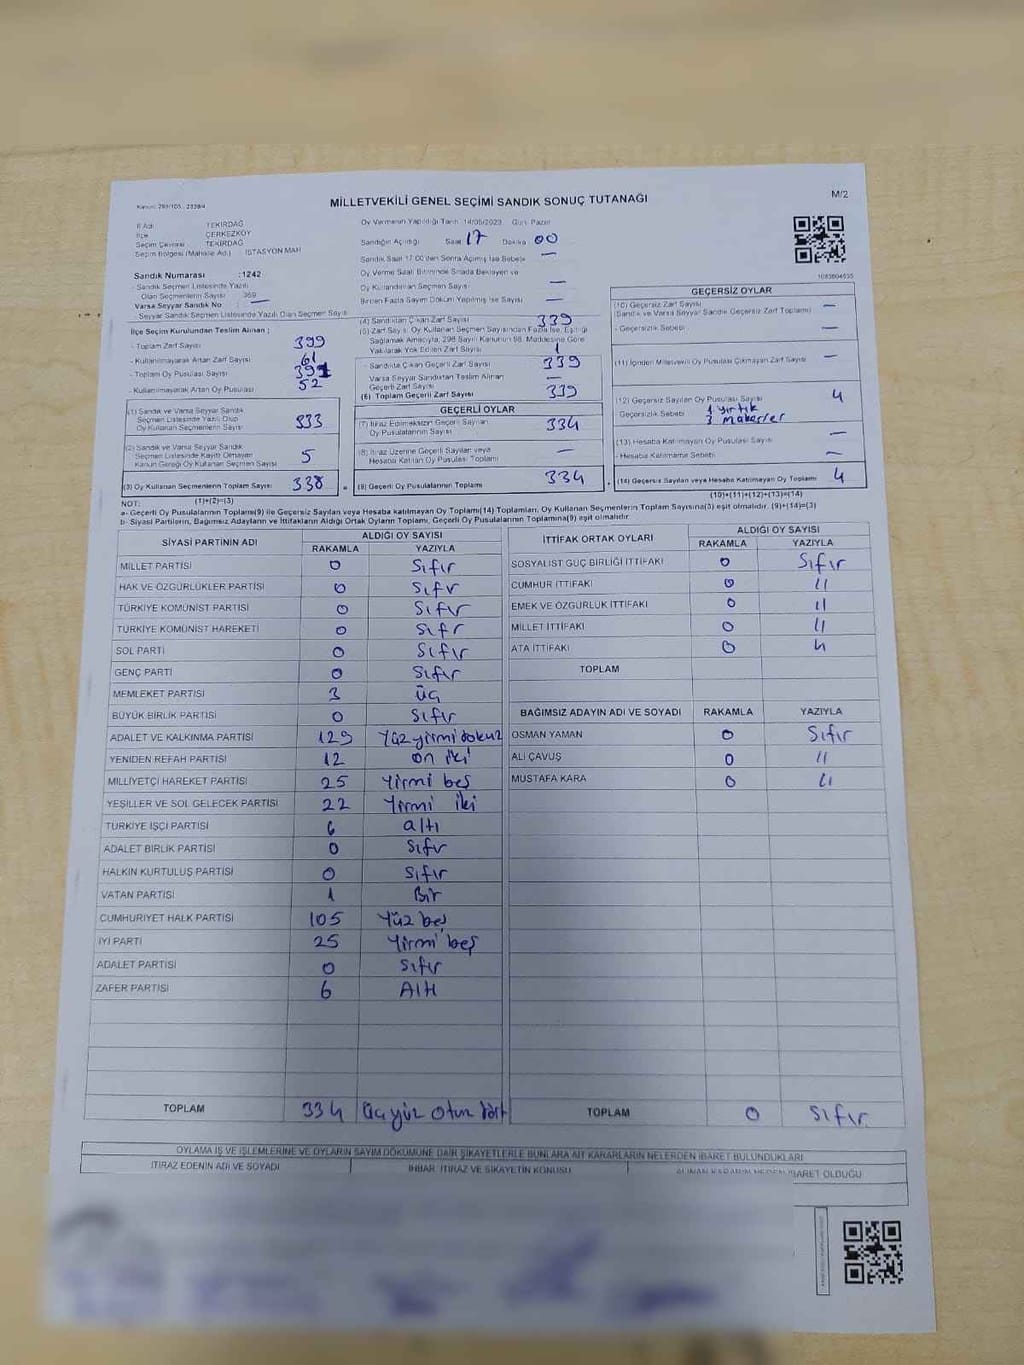 M/2
Kanun: 298/105
MİLLETVEKİLİ GENEL SEÇİMİ SANDIK SONUÇ TUTANAĞI
İl Adı TEKİRDAĞ
İlçe ÇERKEZKÖY
Seçim Çevresi TEKİRDAĞ
Seçim Bölgesi (Mahalle Adı) İSTASYON MAH
Sandık Numarası :1242
- Sandık Seçmen Listesinde Yazılı
Olan Seçmenlerin Sayısı 369
Varsa Seyyar Sandık No —
- Seyyar Sandık Seçmen Listesinde Yazılı Olan Seçmen Sayıs
Oy Vermenin Yapıldığı Tarih 14/05/2023 Gün: Pazar
Sandığın Açıldığı Saat 17 Dakika 00
Sandık Saat 17:00'den Sonra Açılmış İse Sebebi —
Oy Verme Saati Bitiminde Sırada Bekleyen ve
Oy Kullandırılan Seçmen Sayısı —
Birden Fazla Sayım Döküm Yapılmış İse Sayısı —
İlçe Seçim Kurulundan Teslim Alınan ;
- Toplam Zarf Sayısı 399
- Kullanılmayarak Artan Zarf Sayısı 61
- Toplam Oy Pusulası Sayısı 391
- Kullanılmayarak Artan Oy Pusulası 52
(4) Sandıktan Çıkan Zarf Sayısı 339
(5) Zarf Sayısı, Oy Kullanan Seçmen Sayısından Fazla İse, Eşitliği
Sağlamak Amacıyla, 298 Sayılı Kanunun 98. Maddesine Göre
Yakılarak Yok Edilen Zarf Sayısı 1
- Sandıkta Çıkan Geçerli Zarf Sayısı 339
Varsa Seyyar Sandıktan Teslim Alınan
Geçerli Zarf Sayısı —
(6) Toplam Geçerli Zarf Sayısı 339
GEÇERLİ OYLAR
(7) İtiraz Edilmeksizin Geçerli Sayılan
Oy Pusulalarının Sayısı 334
(8) İtiraz Üzerine Geçerli Sayılan veya
Hesaba Katılan Oy Pusulası Toplamı —
(9) Geçerli Oy Pusulalarının Toplamı 334
(1) Sandık ve Varsa Seyyar Sandık
Seçmen Listesinde Yazılı Olup
Oy Kullanan Seçmenlerin Sayısı 333
(2) Sandık ve Varsa Seyyar Sandık
Seçmen Listesinde Kayıtlı Olmayıp
Kanun Gereği Oy Kullanan Seçmen Sayısı 5
(3) Oy Kullanan Seçmenlerin Toplam Sayısı 338
(1)+(2)=(3)
GEÇERSİZ OYLAR
(10) Geçersiz Zarf Sayısı
(Sandık ve Varsa Seyyar Sandık Geçersiz Zarf Toplamı) —
- Geçersizlik Sebebi —
(11) İçinden Milletvekili Oy Pusulası Çıkmayan Zarf Sayısı —
(12) Geçersiz Sayılan Oy Pusulası Sayısı 4
Geçersizlik Sebebi 1 yırtık
(13) Hesaba Katılmayan Oy Pusulası Sayısı —
- Hesaba Katılmama Sebebi —
(14) Geçersiz Sayılan veya Hesaba Katılmayan Oy Toplamı 4
(10)+(11)+(12)+(13)=(14)
NOT:
a- Geçerli Oy Pusulalarının Toplamı(9) ile Geçersiz Sayılan veya Hesaba Katılmayan Oy Toplamı(14) Toplamları, Oy Kullanan Seçmenlerin Toplam Sayısına(3) eşit olmalıdır. (9)+(14)=(3)
b- Siyasi Partilerin, Bağımsız Adayların ve İttifakların Aldığı Ortak Oyların Toplamı, Geçerli Oy Pusulalarının Toplamına(9) eşit olmalıdır.
SİYASİ PARTİNİN ADI ALDIĞI OY SAYISI
RAKAMLA YAZIYLA
MİLLET PARTİSİ 0 Sıfır
HAK VE ÖZGÜRLÜKLER PARTİSİ 0 Sıfır
TÜRKİYE KOMÜNİST PARTİSİ 0 Sıfır
TÜRKİYE KOMÜNİST HAREKETİ 0 Sıfr
SOL PARTİ 0 Sıfır
GENÇ PARTİ 0 Sıfır
MEMLEKET PARTİSİ 3 üç
BÜYÜK BİRLİK PARTİSİ 0 Sıfır
ADALET VE KALKINMA PARTİSİ 129 Yüz yirmi dokuz
YENİDEN REFAH PARTİSİ 12 on iki
MİLLİYETÇİ HAREKET PARTİSİ 25 Yirmi beş
YEŞİLLER VE SOL GELECEK PARTİSİ 22 Yirmi iki
TÜRKİYE İŞÇİ PARTİSİ 6 altı
ADALET BİRLİK PARTİSİ 0 Sıfır
HALKIN KURTULUŞ PARTİSİ 0 Sıfır
VATAN PARTİSİ 1 Bir
CUMHURİYET HALK PARTİSİ 105 Yüz beş
İYİ PARTİ 25 Yirmi beş
ADALET PARTİSİ 0 Sıfır
ZAFER PARTİSİ 6 Altı
TOPLAM 334 Üçyüz otuz dört
İTTİFAK ORTAK OYLARI ALDIĞI OY SAYISI
RAKAMLA YAZIYLA
SOSYALİST GÜÇ BİRLİĞİ İTTİFAKI 0 Sıfır
CUMHUR İTTİFAKI 0 //
EMEK VE ÖZGÜRLÜK İTTİFAKI 0 //
MİLLET İTTİFAKI 0 //
ATA İTTİFAKI 0 //
TOPLAM
BAĞIMSIZ ADAYIN ADI VE SOYADI RAKAMLA YAZIYLA
OSMAN YAMAN 0 Sıfır
ALİ ÇAVUŞ 0 //
MUSTAFA KARA 0 //
TOPLAM 0 Sıfır
OYLAMA İŞ VE İŞLEMLERİNE VE OYLARIN SAYIM DÖKÜMÜNE DAİR ŞİKAYETLERLE BUNLARA AİT KARARLARIN NELERDEN İBARET BULUNDUKLARI
İTİRAZ EDENİN ADI VE SOYADI İHBAR, İTİRAZ VE ŞİKAYETİN KONUSU ALINAN KARARIN NEDEN İBARET OLDUĞU